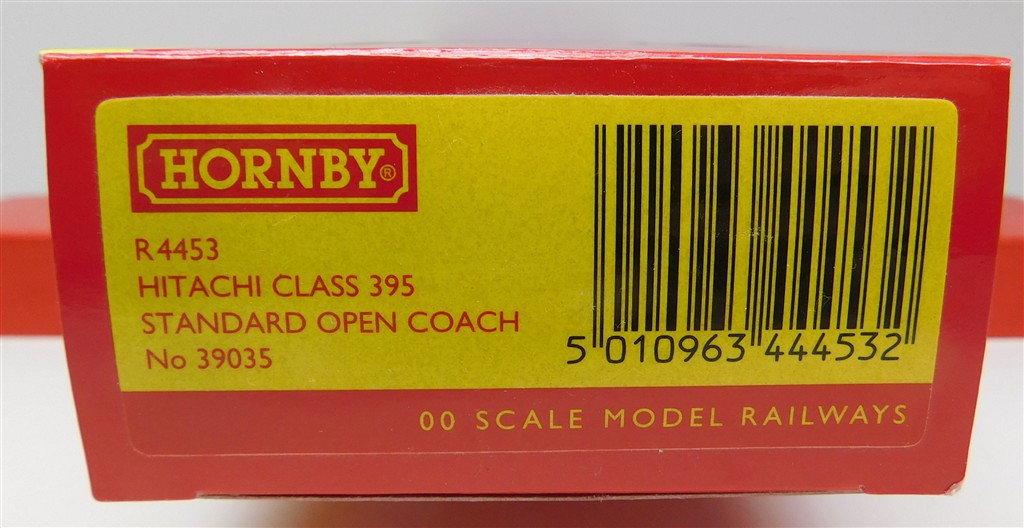 HORNBY®
R4453
HITACHI CLASS 395
STANDARD OPEN COACH
No 39035
5 010963 444532
00 SCALE MODEL RAILWAYS